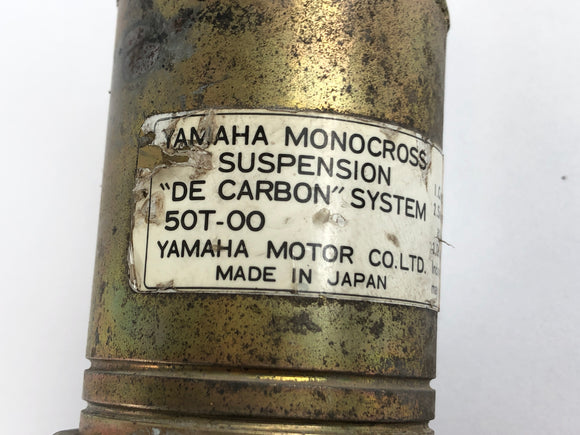 YAMAHA MONOCROSS
SUSPENSION
"DE CARBON" SYSTEM
50T-00
YAMAHA MOTOR CO.LTD.
MADE IN JAPAN